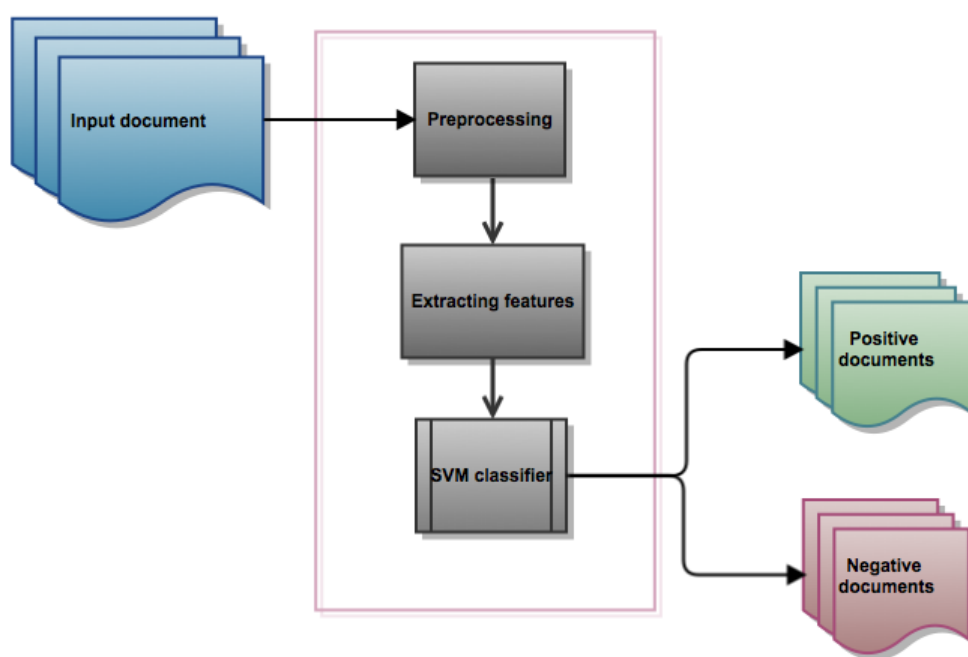 Input document
Preprocessing
Extracting features
SVM classifier
Positive
documents
Negative
documents